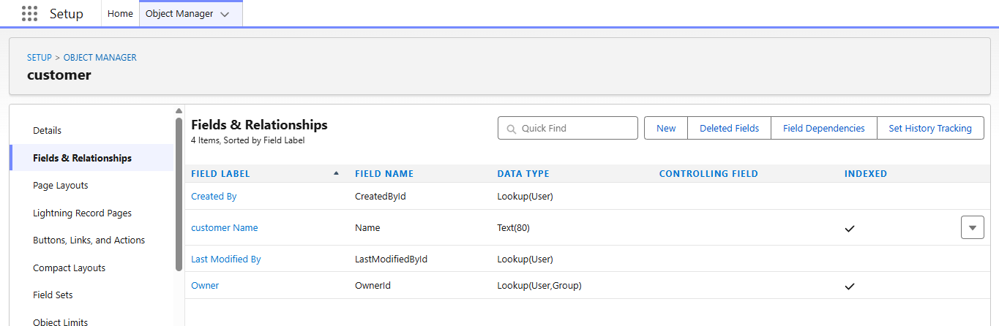 Setup Home Object Manager
SETUP > OBJECT MANAGER
customer
Details
Fields & Relationships
Page Layouts
Lightning Record Pages
Buttons, Links, and Actions
Compact Layouts
Field Sets
Object Limits
Fields & Relationships
4 Items, Sorted by Field Label
Quick Find New Deleted Fields Field Dependencies Set History Tracking
FIELD LABEL FIELD NAME DATA TYPE CONTROLLING FIELD INDEXED
Created By CreatedById Lookup(User)
customer Name Name Text(80)
Last Modified By LastModifiedById Lookup(User)
Owner OwnerId Lookup(User,Group)